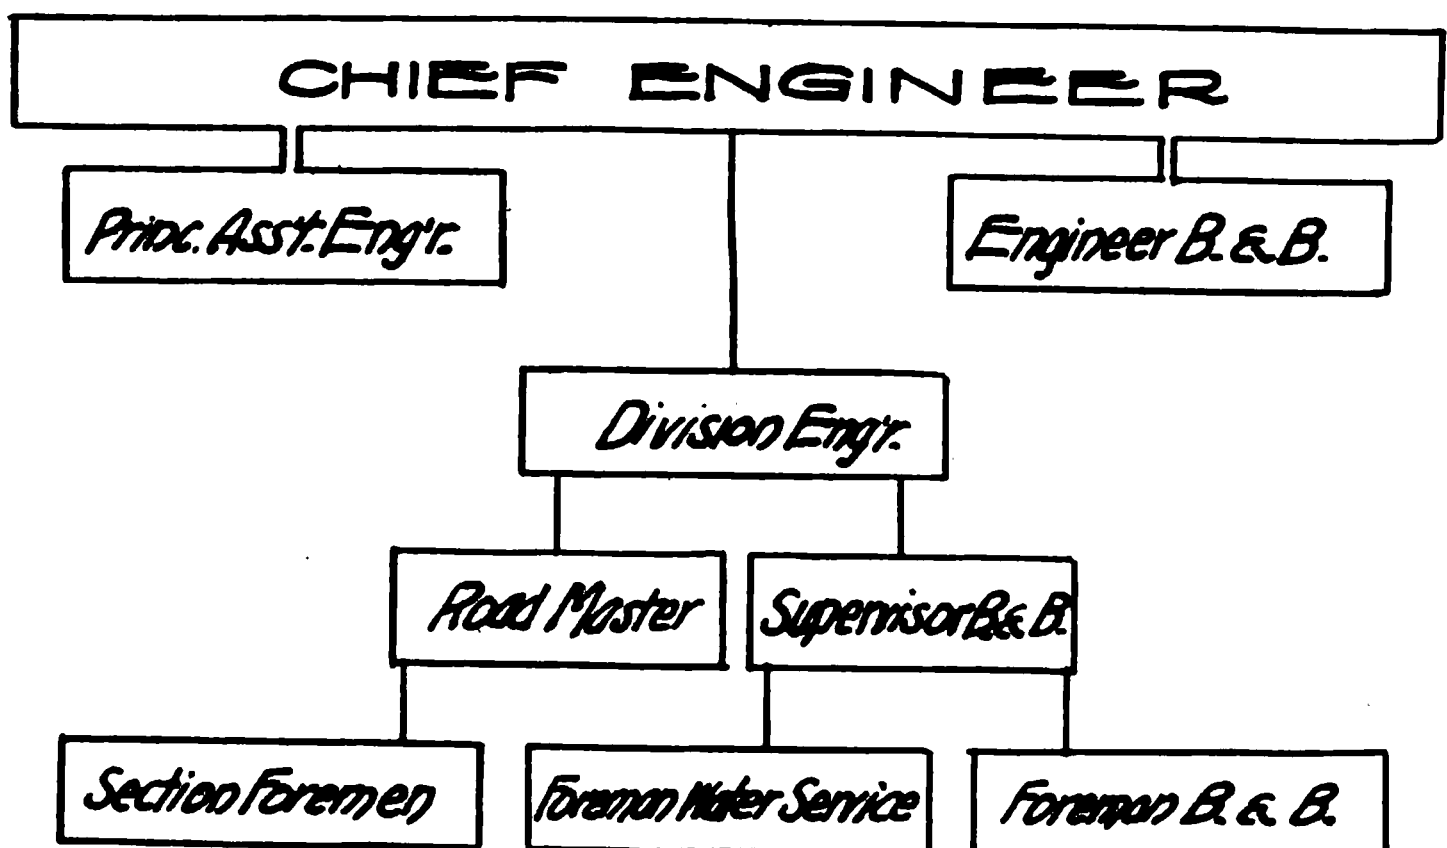 CHIEF ENGINEER
Princ. Ass't. Eng'r.
Engineer B. & B.
Division Eng'r.
Road Master
Supervisor B. & B.
Section Foremen
Foreman Water Service
Foreman B. & B.